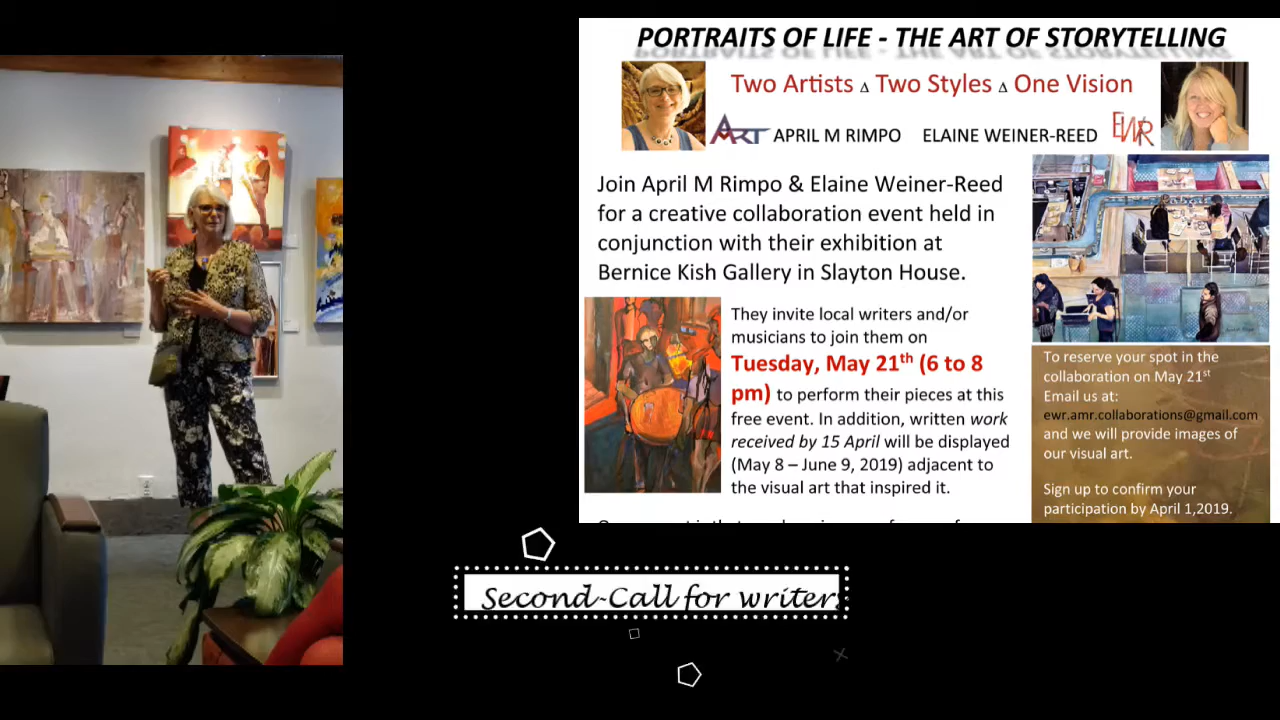 PORTRAITS OF LIFE - THE ART OF STORYTELLING
Two Artists Δ Two Styles Δ One Vision
ART APRIL M RIMPO ELAINE WEINER-REED EWR
Join April M Rimpo & Elaine Weiner-Reed
for a creative collaboration event held in
conjunction with their exhibition at
Bernice Kish Gallery in Slayton House.
They invite local writers and/or
musicians to join them on
Tuesday, May 21th (6 to 8
pm) to perform their pieces at this
free event. In addition, written work
received by 15 April will be displayed
(May 8 – June 9, 2019) adjacent to
the visual art that inspired it.
To reserve your spot in the
collaboration on May 21st
Email us at:
ewr.amr.collaborations@gmail.com
and we will provide images of
our visual art.
Sign up to confirm your
participation by April 1,2019.
Second-Call for writers